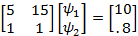 [5 15] [ψ₁] = [10]
[1 1] [ψ₂] = [.8]